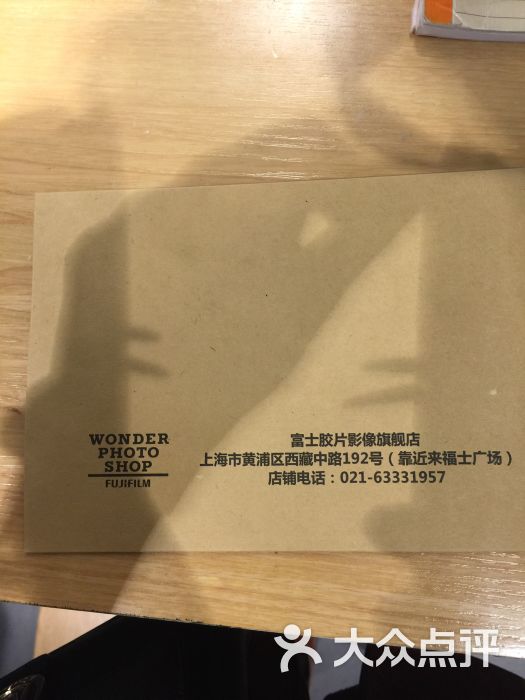 WONDER
PHOTO
SHOP
FUJIFILM
富士胶片影像旗舰店
上海市黄浦区西藏中路192号（靠近来福士广场）
店铺电话：021-63331957
大众点评